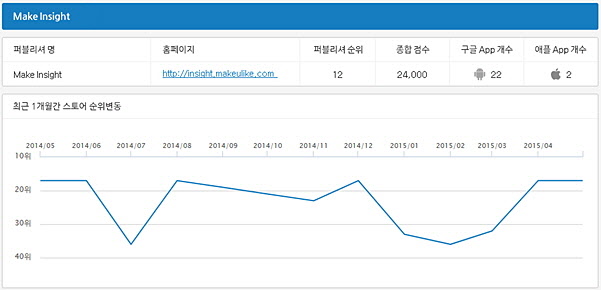 Make Insight
퍼블리셔 명 홈페이지 퍼블리셔 순위 종합 점수 구글 App 개수 애플 App 개수
Make Insight http://insight.makeulike.com 12 24,000 22 2
최근 1개월간 스토어 순위변동
2014/05 2014/06 2014/07 2014/08 2014/09 2014/10 2014/11 2014/12 2015/01 2015/02 2015/03 2015/04
10위
20위
30위
40위